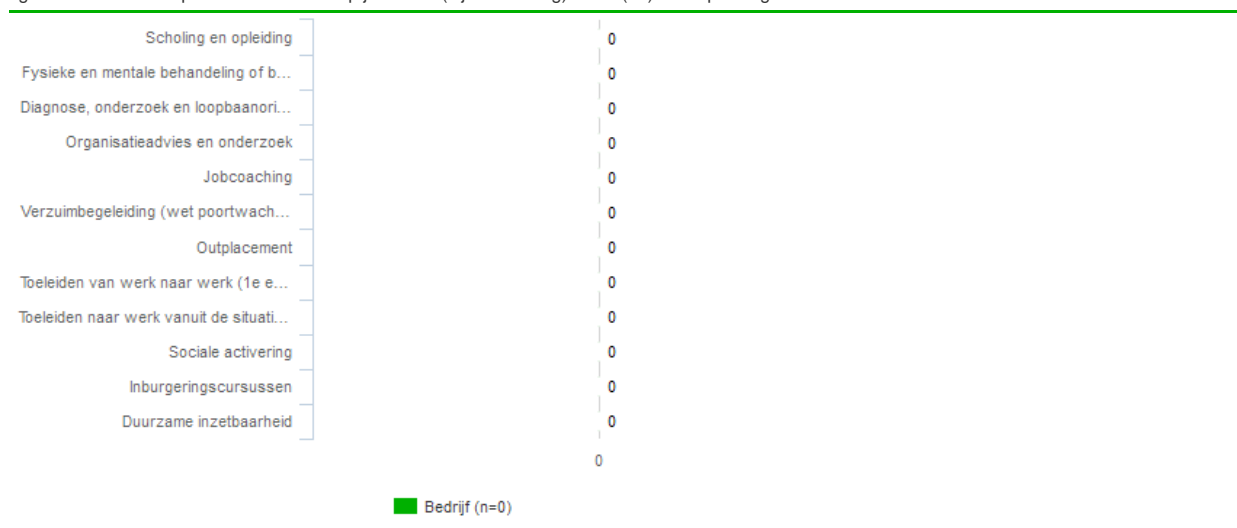 Scholing en opleiding 0
Fysieke en mentale behandeling of b... 0
Diagnose, onderzoek en loopbaanori... 0
Organisatieadvies en onderzoek 0
Jobcoaching 0
Verzuimbegeleiding (wet poortwach... 0
Outplacement 0
Toeleiden van werk naar werk (1e e... 0
Toeleiden naar werk vanuit de situati... 0
Sociale activering 0
Inburgeringscursussen 0
Duurzame inzetbaarheid 0
0
Bedrijf (n=0)